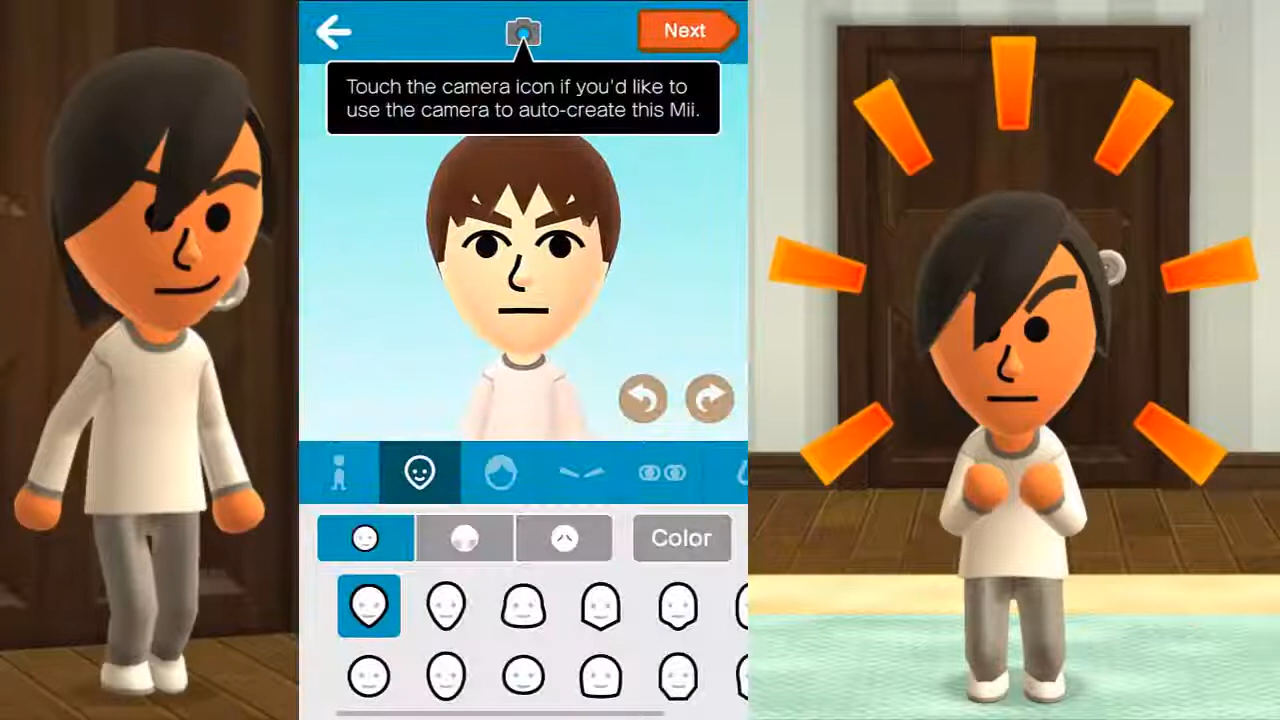 Next
Touch the camera icon if you'd like to
use the camera to auto-create this Mii.
Color